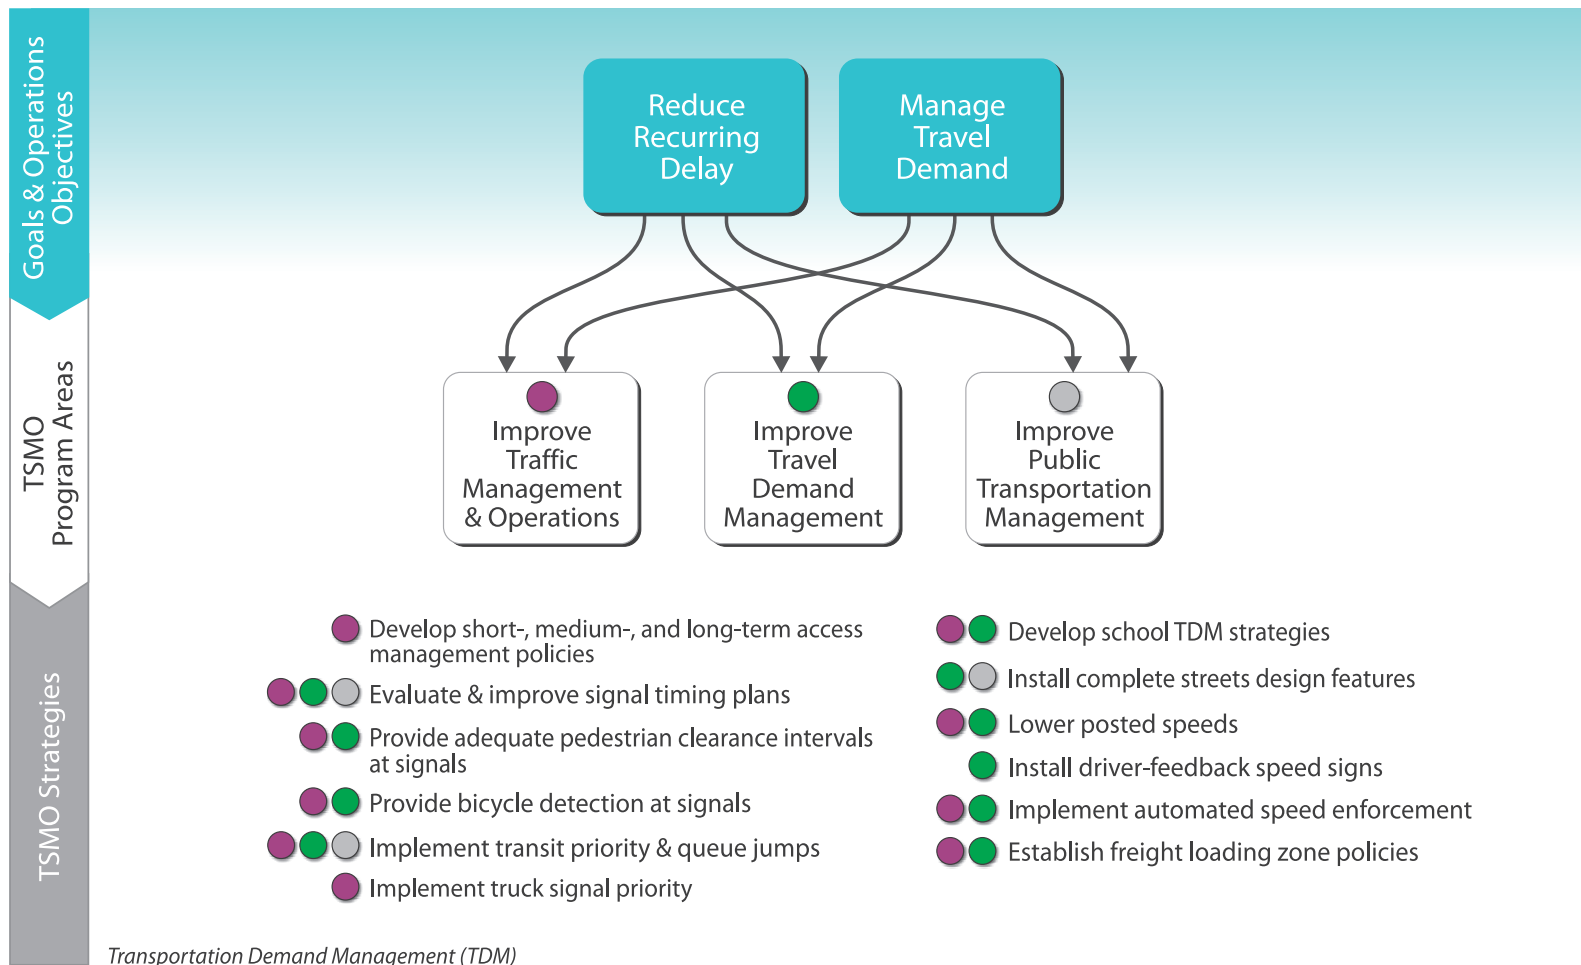 Goals & Operations
Objectives
TSMO
Program Areas
TSMO Strategies
Reduce
Recurring
Delay
Manage
Travel
Demand
Improve
Traffic
Management
& Operations
Improve
Travel
Demand
Management
Improve
Public
Transportation
Management
Develop short-, medium-, and long-term access
management policies
Evaluate & improve signal timing plans
Provide adequate pedestrian clearance intervals
at signals
Provide bicycle detection at signals
Implement transit priority & queue jumps
Implement truck signal priority
Develop school TDM strategies
Install complete streets design features
Lower posted speeds
Install driver-feedback speed signs
Implement automated speed enforcement
Establish freight loading zone policies
Transportation Demand Management (TDM)